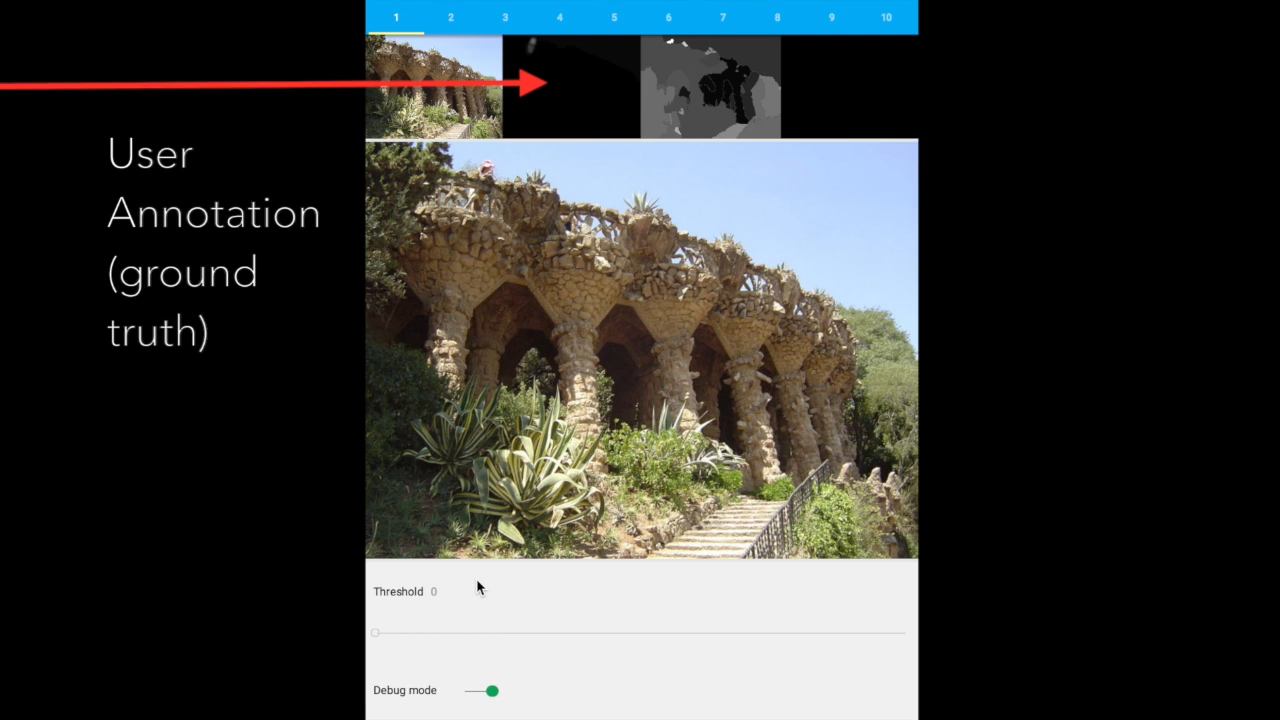 1 2 3 4 5 6 7 8 9 10
User
Annotation
(ground
truth)
Threshold 0
Debug mode